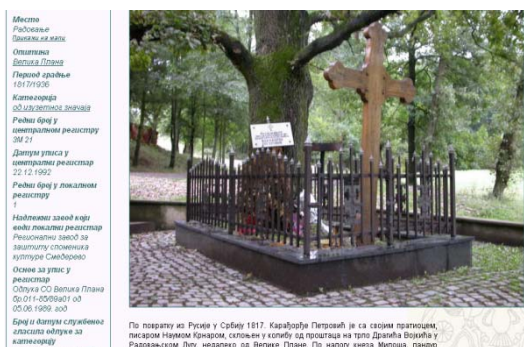 Место
Радовање
Прикажи на мапи
Општина
Велика Плана
Период градње
1817/1936
Категорија
од изузетног значаја
Редни број у
централном регистру
ЗМ 21
Датум уписа у
централни регистар
22.12.1992
Редни број у локалном
регистру
1
Надлежни завод који
води локални регистар
Регионални завод за
заштиту споменика
културе Смедерево
Основ за упис у
регистар
Одлука СО Велика Плана
бр.011-85/89а01 од
05.06.1989. год
Број и датум службеног
гласила одлуке за
категорију
По повратку из Русије у Србију 1817. Карађорђе Петровић је са својим пратиоцем,
писаром Наумом Крнаром, склоњен у колибу од проштаца на трло Драгића Војкића у
Радовањском Лугу, недалеко од Велике Плане. По налогу кнеза Милоша, пандур